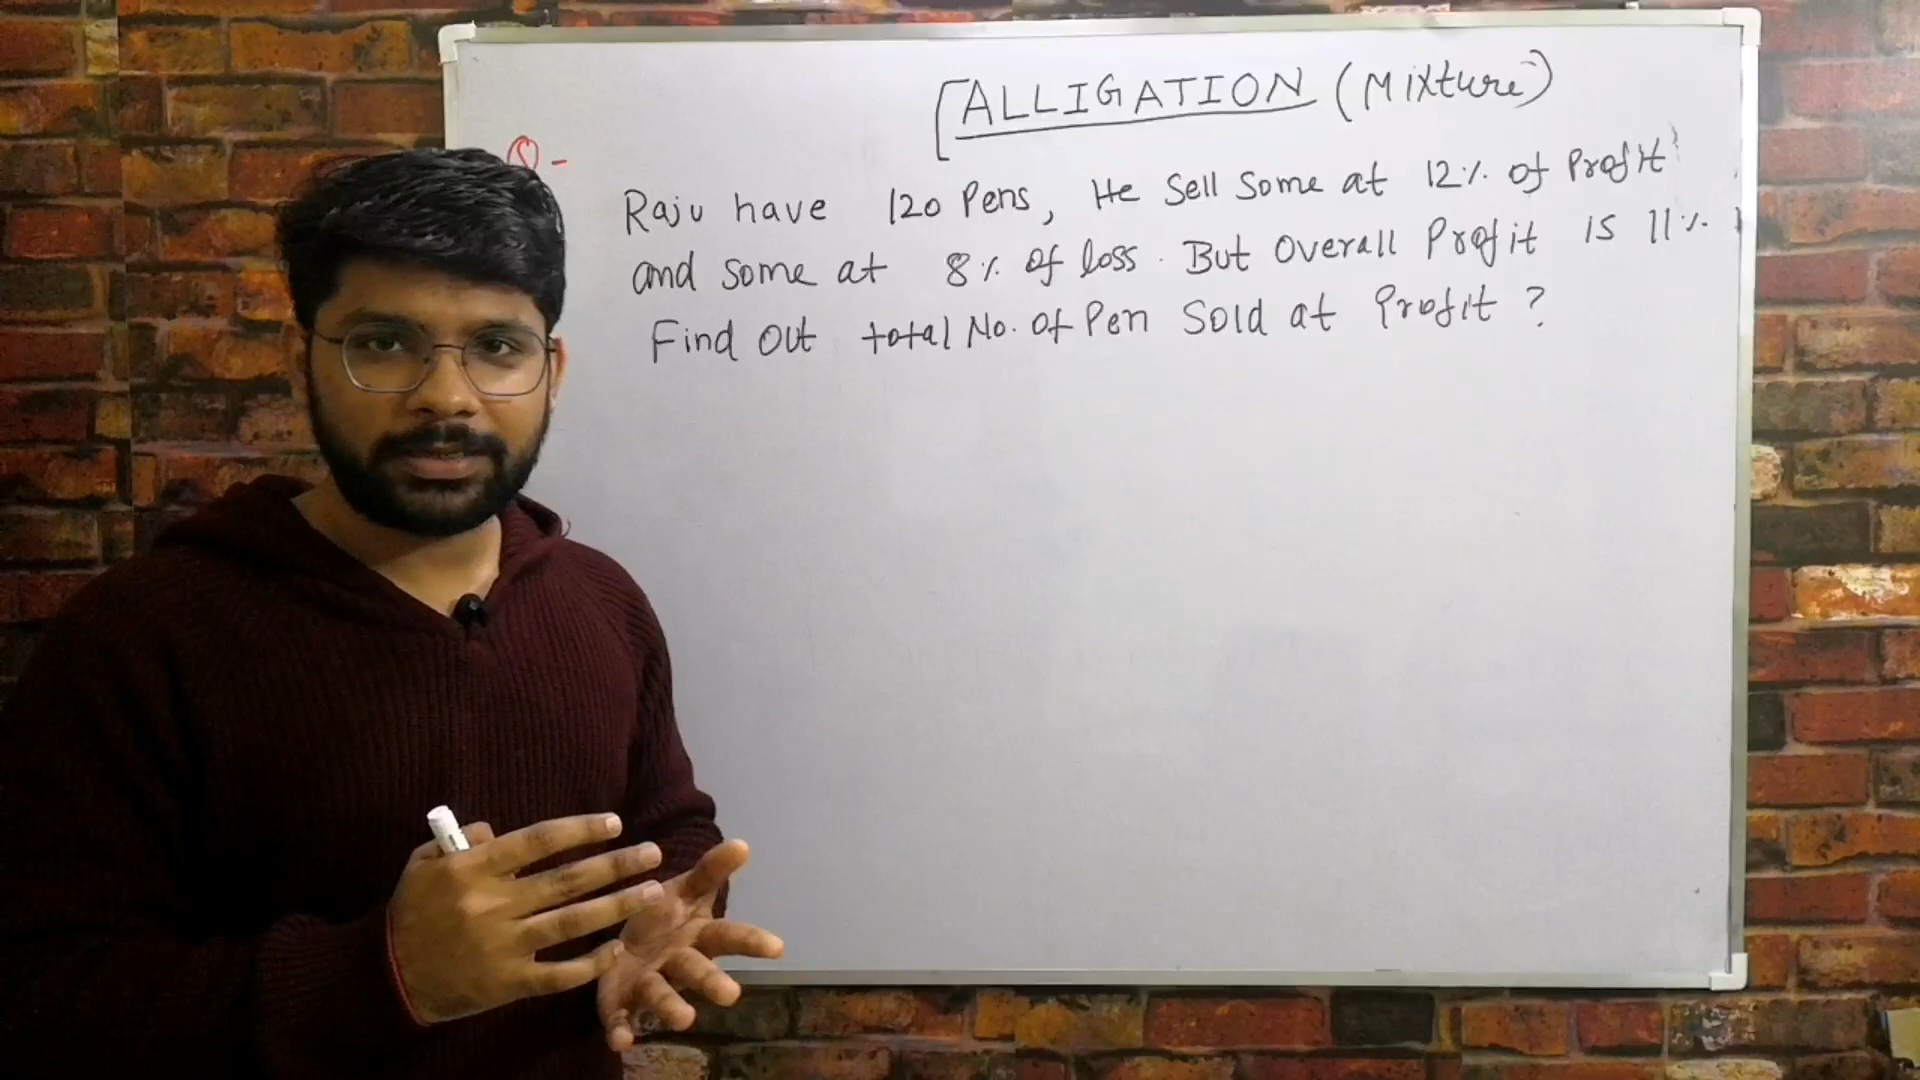 ALLIGATION (Mixture)
Q-
Raju have 120 Pens, He Sell Some at 12% of Profit
and some at 8% of loss. But Overall Profit is 11%
Find Out total No. of Pen Sold at Profit ?